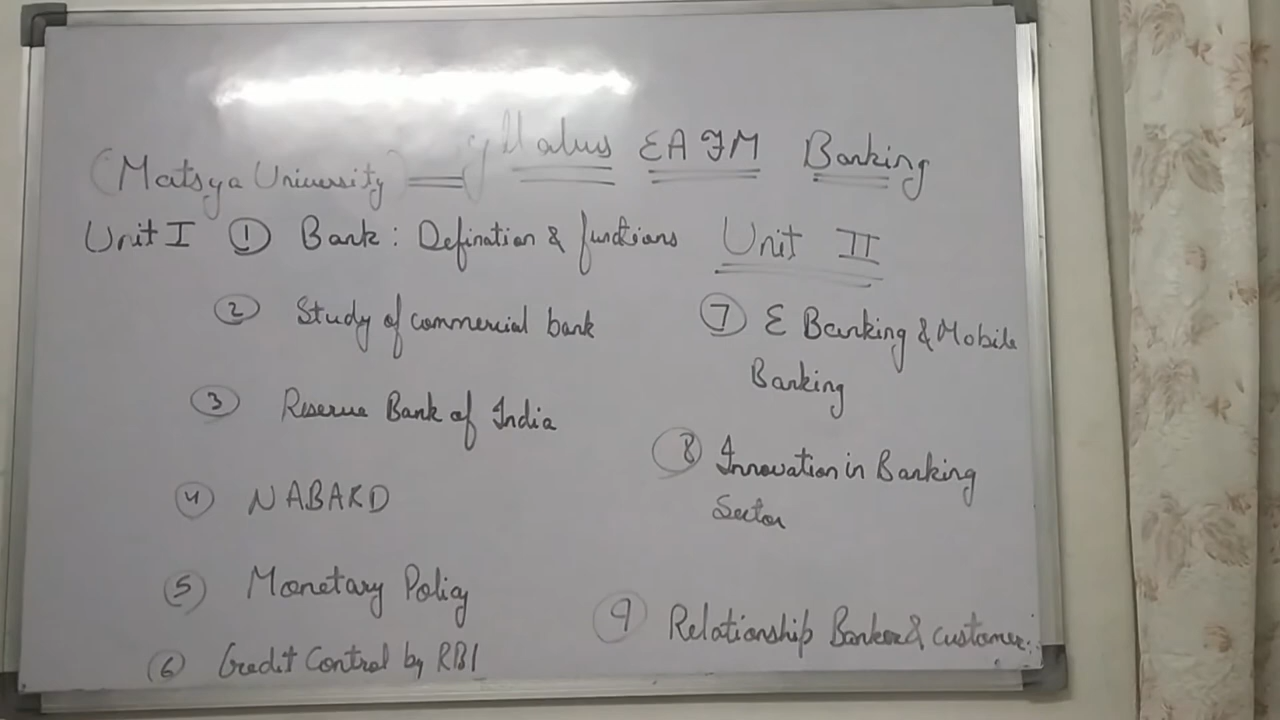 (Matsya University) Syllabus EAFM Banking
Unit I ① Bank : Defination & functions
② Study of commercial bank
③ Reserve Bank of India
④ NABARD
⑤ Monetary Policy
⑥ Credit Control by RBI
Unit II
⑦ E Banking & Mobile
Banking
⑧ Innovation in Banking
Sector
⑨ Relationship Banker & customer.